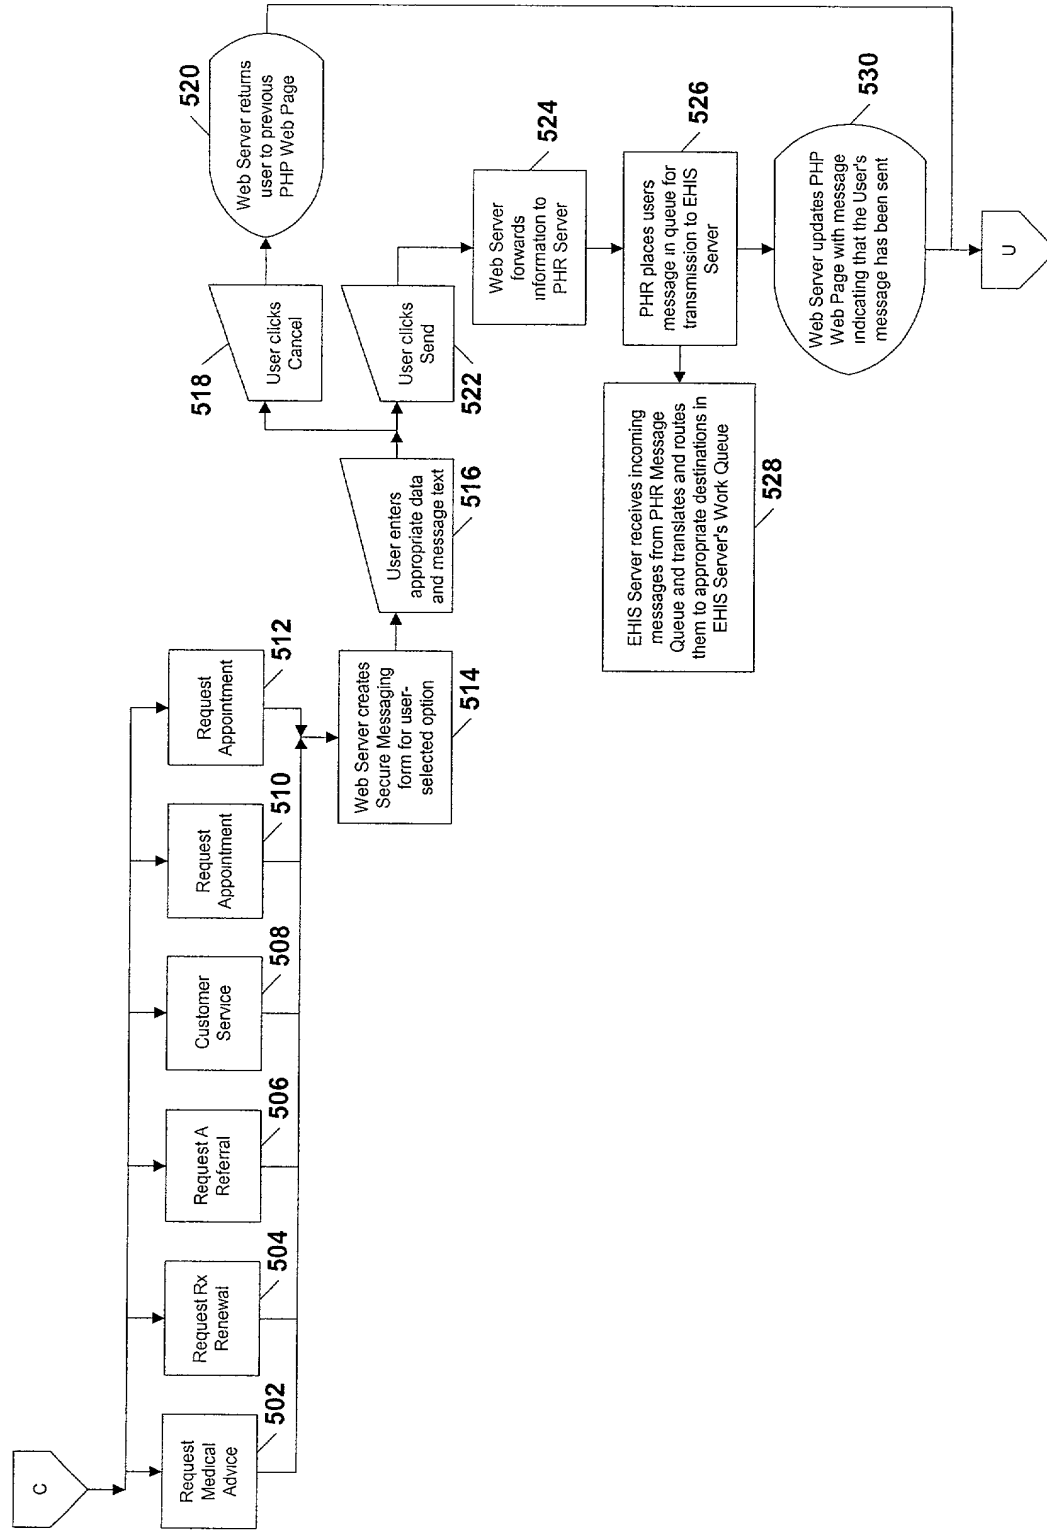 C
Request
Medical
Advice
502
Request Rx
Renewal
504
Request A
Referral
506
Customer
Service
508
Request
Appointment
510
Request
Appointment
512
Web Server creates
Secure Messaging
form for user-
selected option
514
User enters
appropriate data
and message text
516
User clicks
Cancel
518
Web Server returns
user to previous
PHP Web Page
520
User clicks
Send
522
Web Server
forwards
information to
PHR Server
524
PHR places users
message in queue for
transmission to EHIS
Server
526
EHIS Server receives incoming
messages from PHR Message
Queue and translates and routes
them to appropriate destinations in
EHIS Server's Work Queue
528
Web Server updates PHP
Web Page with message
indicating that the User's
message has been sent
530
U